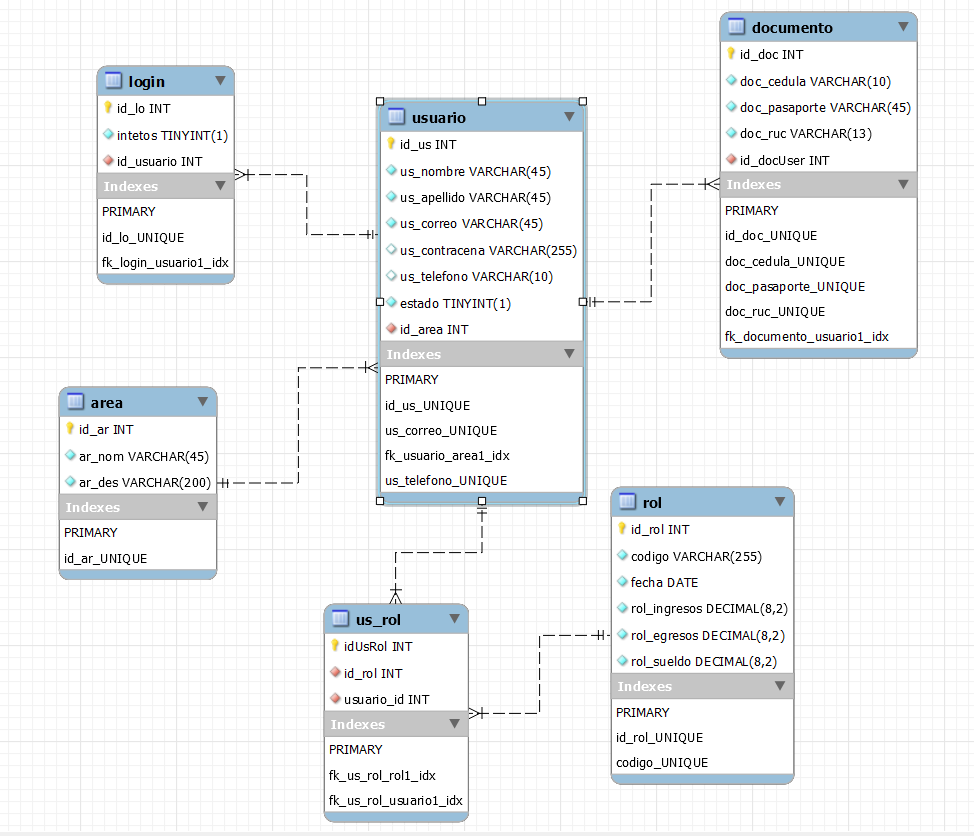 login
id_lo INT
intetos TINYINT(1)
id_usuario INT
Indexes
PRIMARY
id_lo_UNIQUE
fk_login_usuario1_idx
usuario
id_us INT
us_nombre VARCHAR(45)
us_apellido VARCHAR(45)
us_correo VARCHAR(45)
us_contracena VARCHAR(255)
us_telefono VARCHAR(10)
estado TINYINT(1)
id_area INT
Indexes
PRIMARY
id_us_UNIQUE
us_correo_UNIQUE
fk_usuario_area1_idx
us_telefono_UNIQUE
documento
id_doc INT
doc_cedula VARCHAR(10)
doc_pasaporte VARCHAR(45)
doc_ruc VARCHAR(13)
id_docUser INT
Indexes
PRIMARY
id_doc_UNIQUE
doc_cedula_UNIQUE
doc_pasaporte_UNIQUE
doc_ruc_UNIQUE
fk_documento_usuario1_idx
area
id_ar INT
ar_nom VARCHAR(45)
ar_des VARCHAR(200)
Indexes
PRIMARY
id_ar_UNIQUE
us_rol
idUsRol INT
id_rol INT
usuario_id INT
Indexes
PRIMARY
fk_us_rol_rol1_idx
fk_us_rol_usuario1_idx
rol
id_rol INT
codigo VARCHAR(255)
fecha DATE
rol_ingresos DECIMAL(8,2)
rol_egresos DECIMAL(8,2)
rol_sueldo DECIMAL(8,2)
Indexes
PRIMARY
id_rol_UNIQUE
codigo_UNIQUE